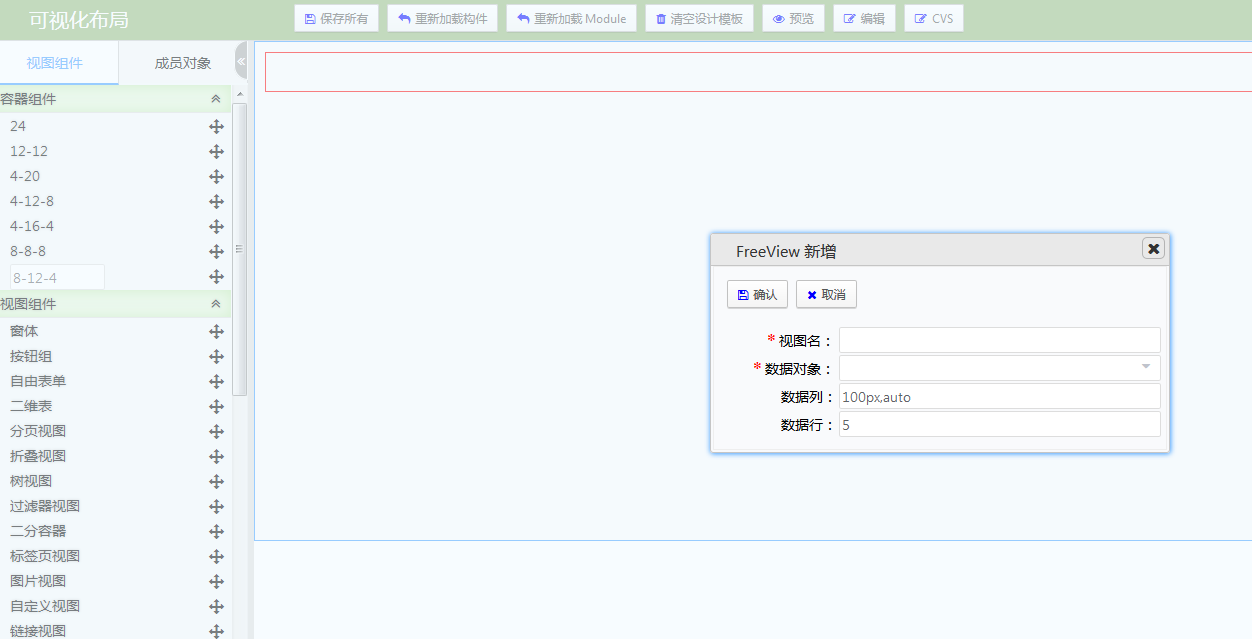 可视化布局
保存所有 重新加载构件 重新加载 Module 清空设计模板 预览 编辑 CVS
视图组件 成员对象
容器组件
24
12-12
4-20
4-12-8
4-16-4
8-8-8
8-12-4
视图组件
窗体
按钮组
自由表单
二维表
分页视图
折叠视图
树视图
过滤器视图
二分容器
标签页视图
图片视图
自定义视图
链接视图
FreeView 新增
确认 取消
* 视图名：
* 数据对象：
数据列： 100px,auto
数据行： 5